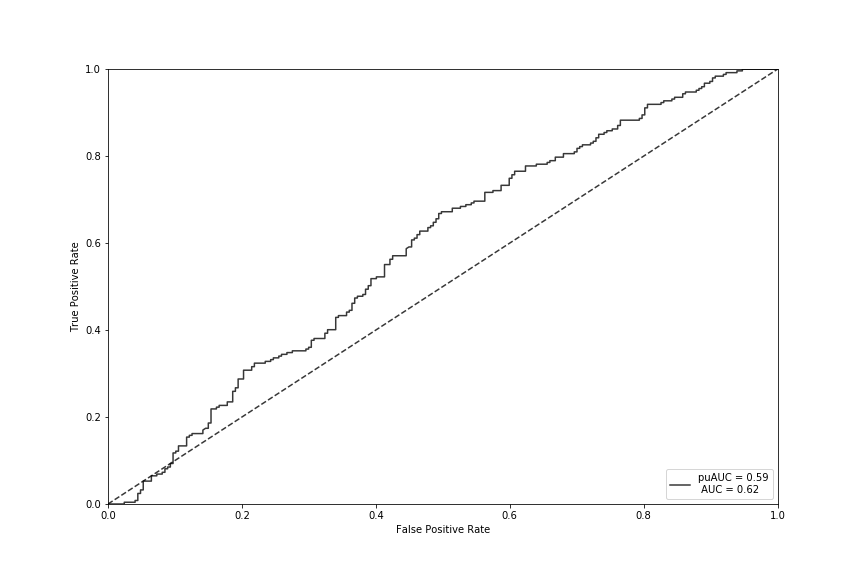 1.0
0.8
0.6
0.4
0.2
0.0
True Positive Rate
0.0 0.2 0.4 0.6 0.8 1.0
False Positive Rate
puAUC = 0.59
AUC = 0.62